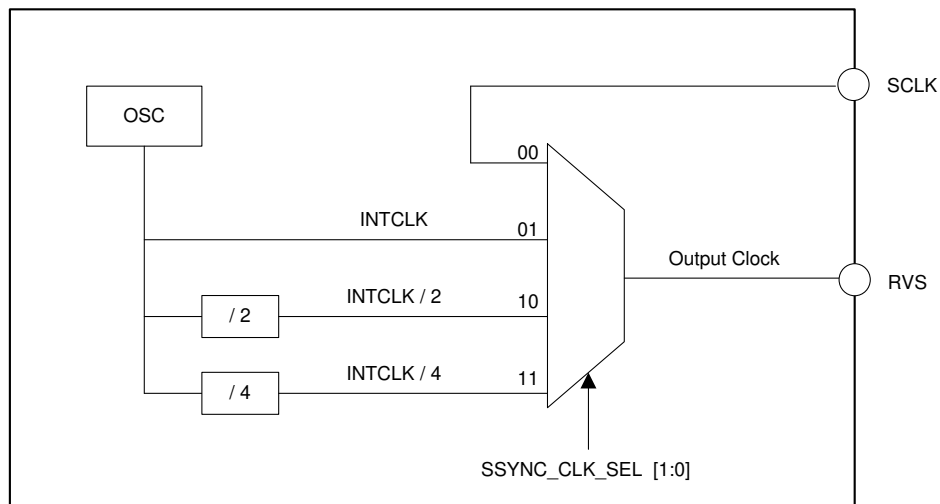 SCLK
OSC
00
INTCLK
01
Output Clock
RVS
INTCLK / 2
10
/ 2
INTCLK / 4
11
/ 4
SSYNC_CLK_SEL [1:0]